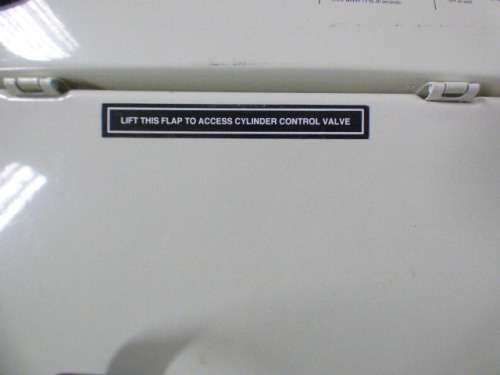 LIFT THIS FLAP TO ACCESS CYLINDER CONTROL VALVE